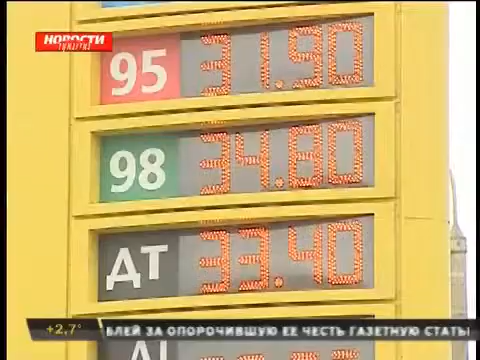 НОВОСТИ
95 31.90
98 34.80
ДТ 33.40
+2,7°
БЛЕЙ ЗА ОПОРОЧИВШУЮ ЕЕ ЧЕСТЬ ГАЗЕТНУЮ СТАТЬ